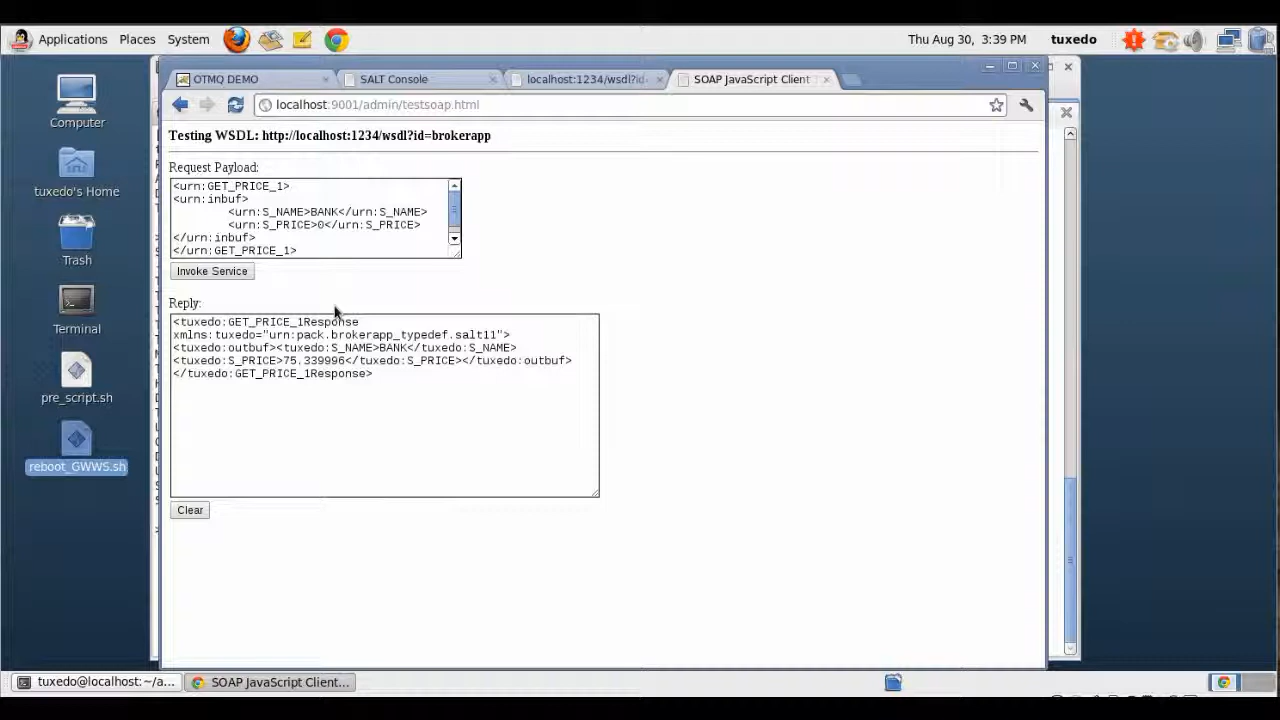 Applications Places System Thu Aug 30, 3:39 PM tuxedo
OTMQ DEMO SALT Console localhost:1234/wsdl?id= SOAP JavaScript Client
localhost:9001/admin/testsoap.html
Computer
tuxedo's Home
Trash
Terminal
pre_script.sh
reboot_GWWS.sh
Testing WSDL: http://localhost:1234/wsdl?id=brokerapp
Request Payload:
<urn:GET_PRICE_1>
<urn:inbuf>
<urn:S_NAME>BANK</urn:S_NAME>
<urn:S_PRICE>0</urn:S_PRICE>
</urn:inbuf>
</urn:GET_PRICE_1>
Invoke Service
Reply:
<tuxedo:GET_PRICE_1Response
xmlns:tuxedo="urn:pack.brokerapp_typedef.salt11">
<tuxedo:outbuf><tuxedo:S_NAME>BANK</tuxedo:S_NAME>
<tuxedo:S_PRICE>75.339996</tuxedo:S_PRICE></tuxedo:outbuf>
</tuxedo:GET_PRICE_1Response>
Clear
tuxedo@localhost:~/a... SOAP JavaScript Client...